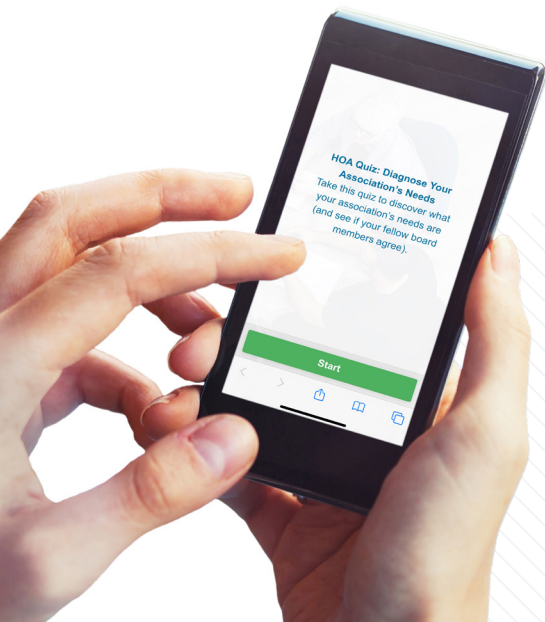 HOA Quiz: Diagnose Your
Association's Needs
Take this quiz to discover what
your association's needs are
(and see if your fellow board
members agree).
Start